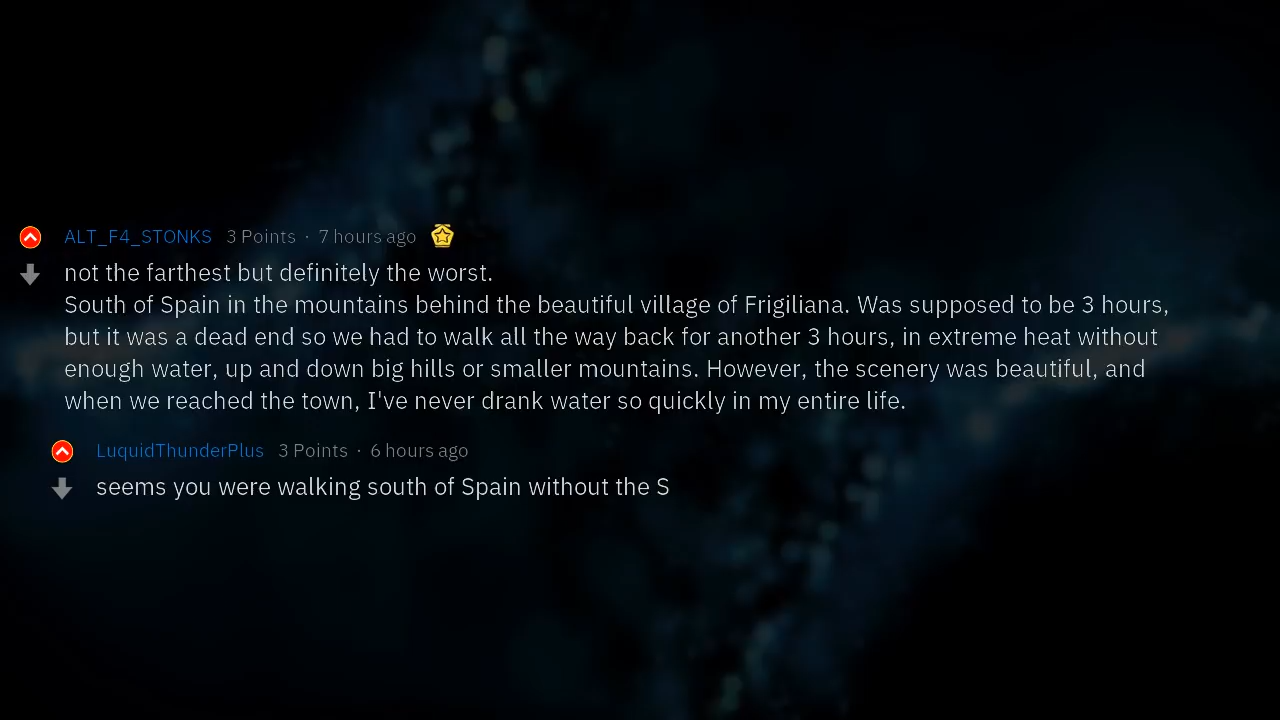 ALT_F4_STONKS 3 Points · 7 hours ago
not the farthest but definitely the worst.
South of Spain in the mountains behind the beautiful village of Frigiliana. Was supposed to be 3 hours,
but it was a dead end so we had to walk all the way back for another 3 hours, in extreme heat without
enough water, up and down big hills or smaller mountains. However, the scenery was beautiful, and
when we reached the town, I've never drank water so quickly in my entire life.
LuquidThunderPlus 3 Points · 6 hours ago
seems you were walking south of Spain without the S